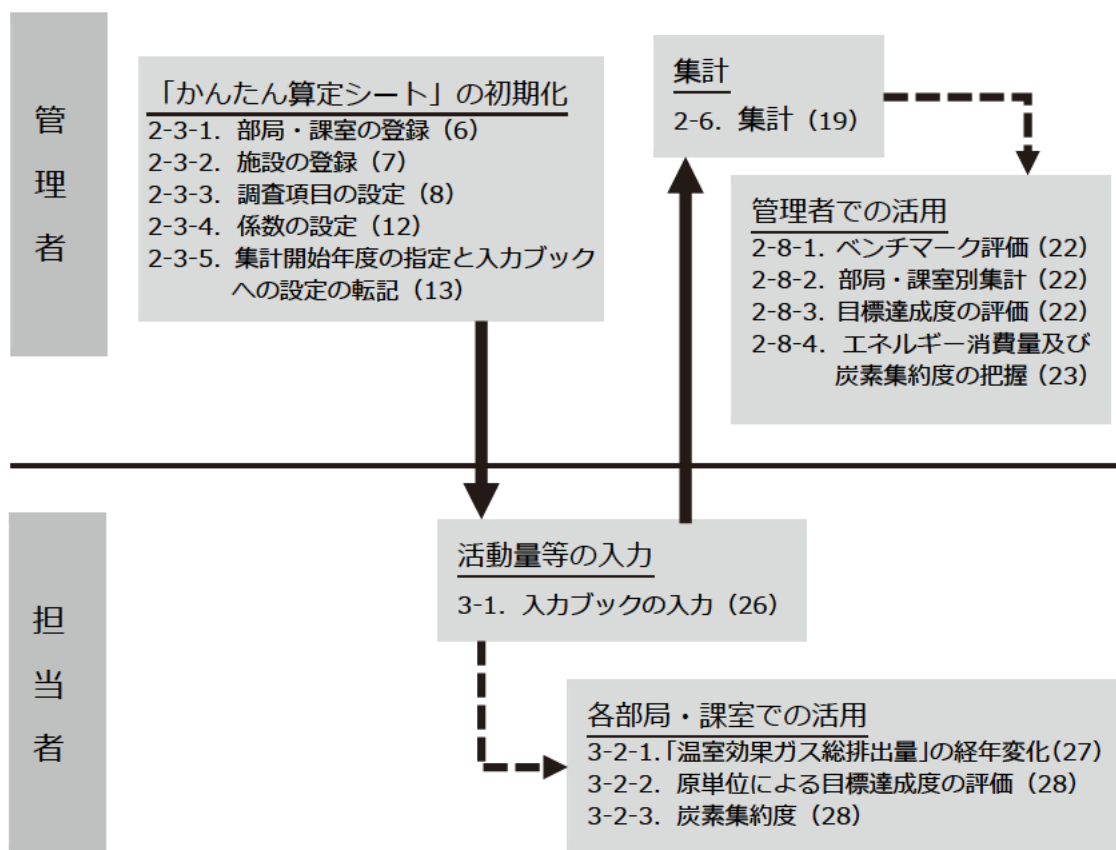 管理者
「かんたん算定シート」の初期化
2-3-1. 部局・課室の登録（6）
2-3-2. 施設の登録（7）
2-3-3. 調査項目の設定（8）
2-3-4. 係数の設定（12）
2-3-5. 集計開始年度の指定と入力ブック
への設定の転記（13）
集計
2-6. 集計（19）
管理者での活用
2-8-1. ベンチマーク評価（22）
2-8-2. 部局・課室別集計（22）
2-8-3. 目標達成度の評価（22）
2-8-4. エネルギー消費量及び
炭素集約度の把握（23）
担当者
活動量等の入力
3-1. 入力ブックの入力（26）
各部局・課室での活用
3-2-1.「温室効果ガス総排出量」の経年変化（27）
3-2-2. 原単位による目標達成度の評価（28）
3-2-3. 炭素集約度（28）